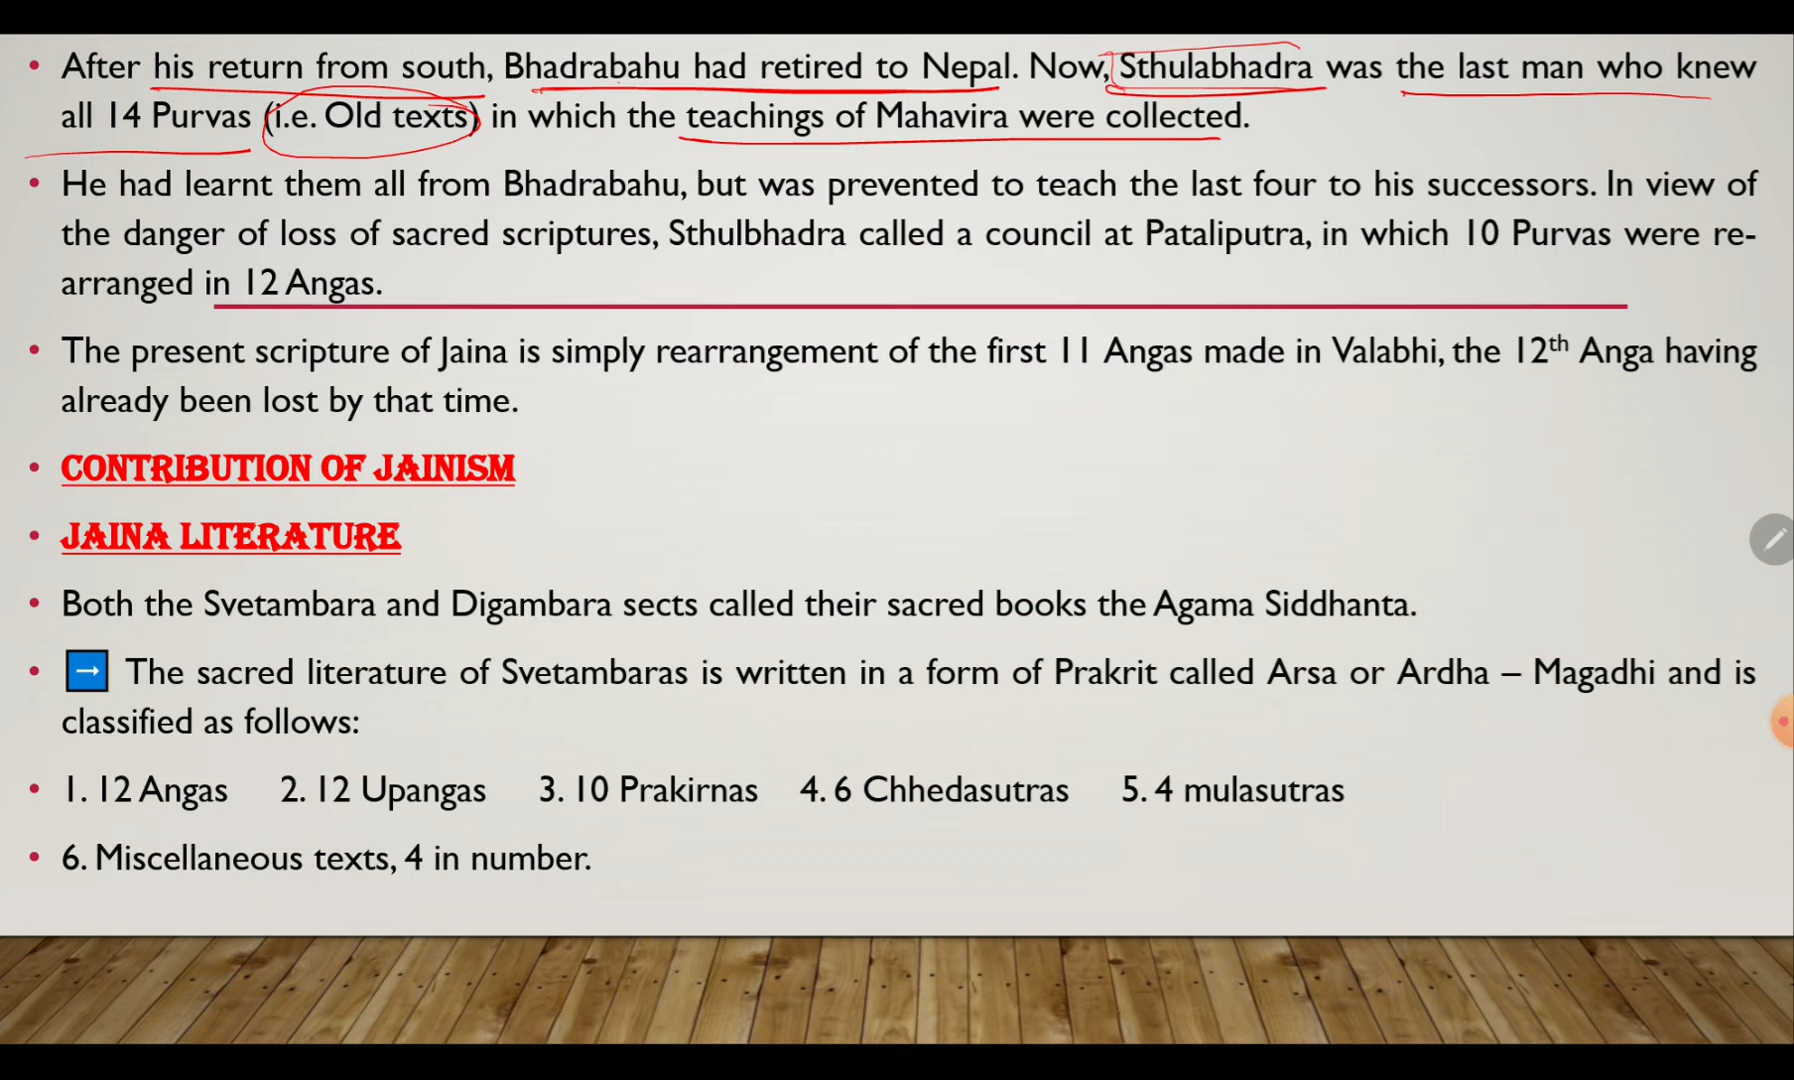 • After his return from south, Bhadrabahu had retired to Nepal. Now, Sthulabhadra was the last man who knew
all 14 Purvas (i.e. Old texts) in which the teachings of Mahavira were collected.
• He had learnt them all from Bhadrabahu, but was prevented to teach the last four to his successors. In view of
the danger of loss of sacred scriptures, Sthulbhadra called a council at Pataliputra, in which 10 Purvas were re-
arranged in 12 Angas.
• The present scripture of Jaina is simply rearrangement of the first 11 Angas made in Valabhi, the 12th Anga having
already been lost by that time.
• CONTRIBUTION OF JAINISM
• JAINA LITERATURE
• Both the Svetambara and Digambara sects called their sacred books the Agama Siddhanta.
• → The sacred literature of Svetambaras is written in a form of Prakrit called Arsa or Ardha – Magadhi and is
classified as follows:
• 1. 12 Angas 2. 12 Upangas 3. 10 Prakirnas 4. 6 Chhedasutras 5. 4 mulasutras
• 6. Miscellaneous texts, 4 in number.